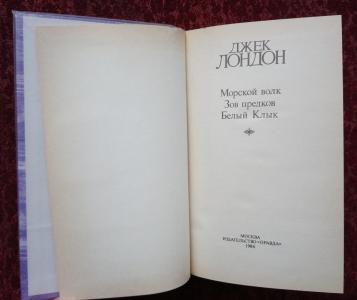 ДЖЕК
ЛОНДОН
Морской волк
Зов предков
Белый Клык
МОСКВА
ИЗДАТЕЛЬСТВО «ПРАВДА»
1984